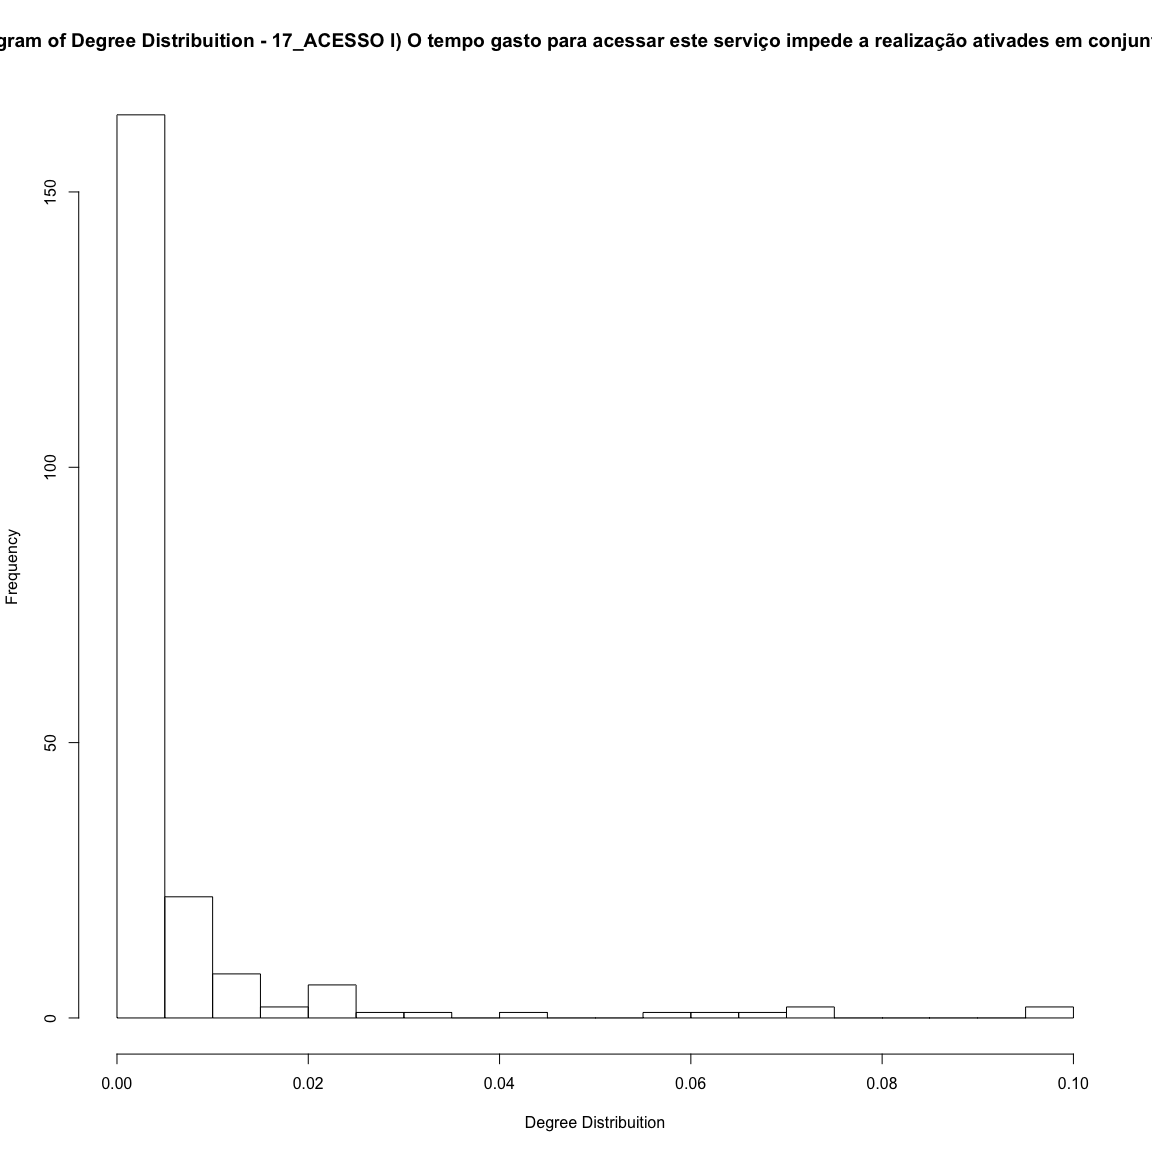 gram of Degree Distribuition - 17_ACESSO I) O tempo gasto para acessar este serviço impede a realização ativades em conjun
150
100
50
0
Frequency
0.00 0.02 0.04 0.06 0.08 0.10
Degree Distribuition